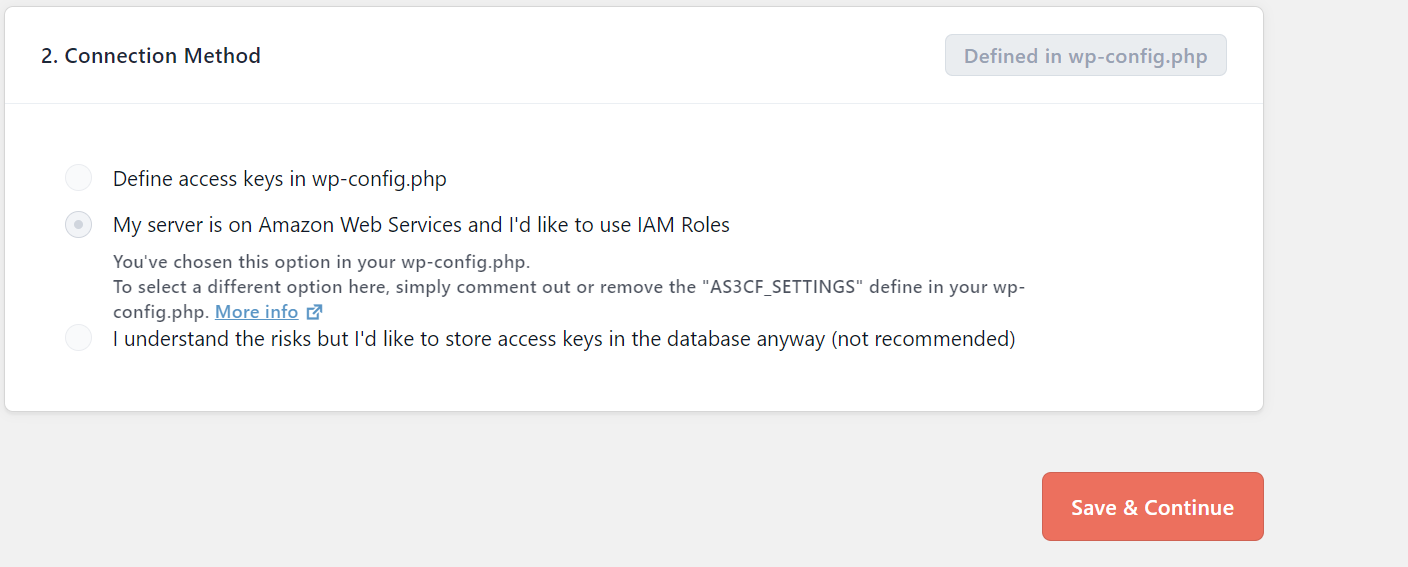 2. Connection Method
Defined in wp-config.php
Define access keys in wp-config.php
My server is on Amazon Web Services and I'd like to use IAM Roles
You've chosen this option in your wp-config.php.
To select a different option here, simply comment out or remove the "AS3CF_SETTINGS" define in your wp-
config.php. More info
I understand the risks but I'd like to store access keys in the database anyway (not recommended)
Save & Continue